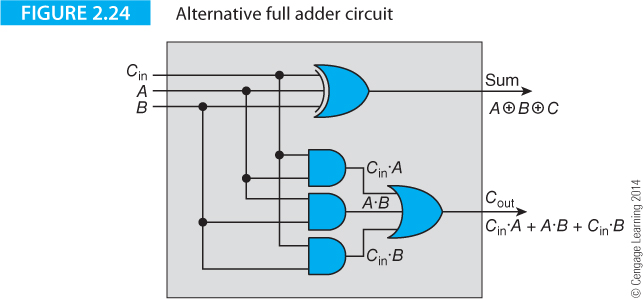 FIGURE 2.24 Alternative full adder circuit
C_in
A
B
Sum
A⊕B⊕C
C_in·A
A·B
C_in·B
C_out
C_in·A + A·B + C_in·B
© Cengage Learning 2014